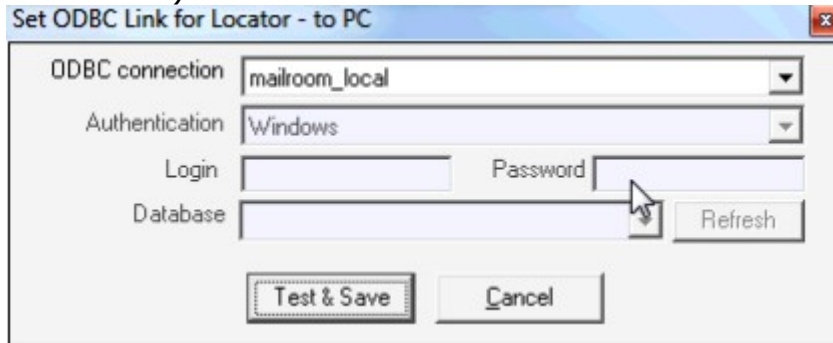 Set ODBC Link for Locator - to PC
ODBC connection mailroom_local
Authentication Windows
Login Password
Database Refresh
Test & Save Cancel